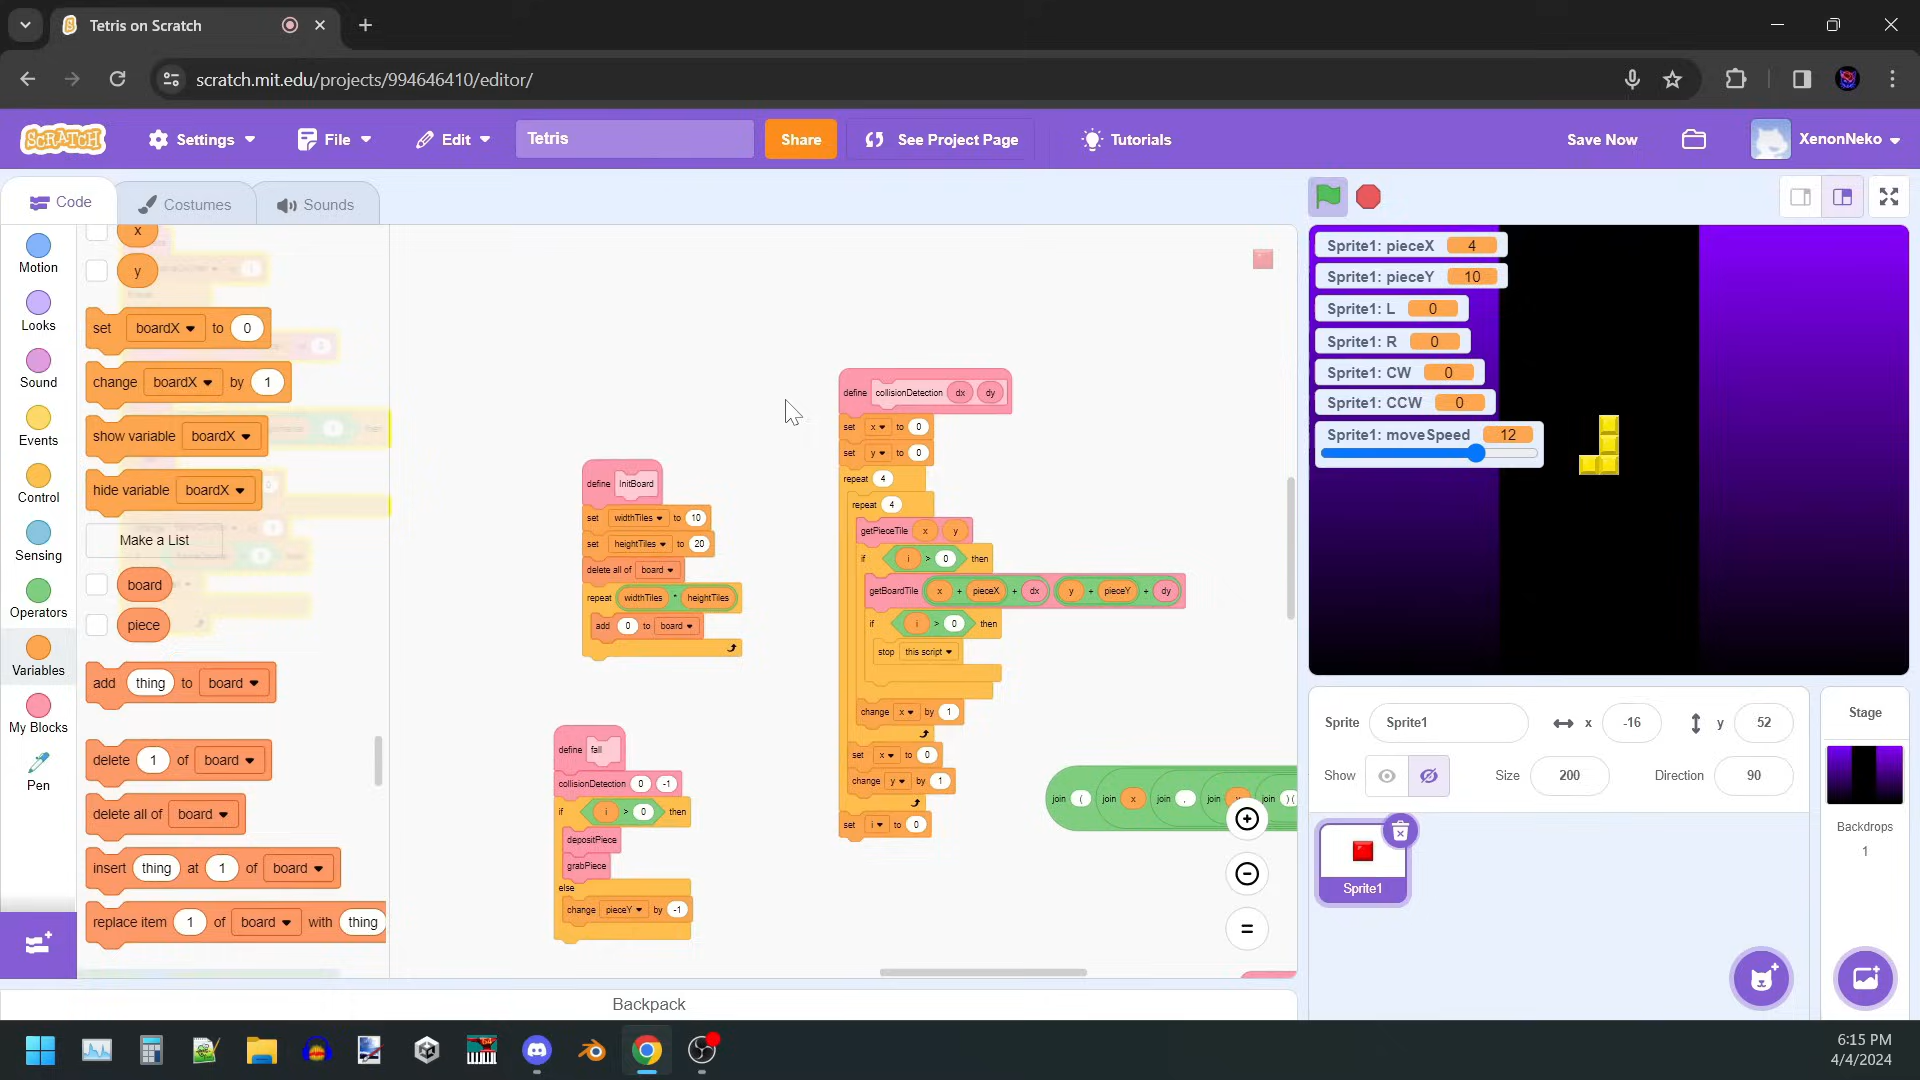 Tetris on Scratch
scratch.mit.edu/projects/994646410/editor/
SCRATCH
Settings
File
Edit
Tetris
Share
See Project Page
Tutorials
Save Now
XenonNeko
Code
Costumes
Sounds
Motion
Looks
Sound
Events
Control
Sensing
Operators
Variables
My Blocks
Pen
x
y
set boardX to 0
change boardX by 1
show variable boardX
hide variable boardX
Make a List
board
piece
add thing to board
delete 1 of board
delete all of board
insert thing at 1 of board
replace item 1 of board with thing
define InitBoard
set widthTiles to 10
set heightTiles to 20
delete all of board
repeat widthTiles * heightTiles
add 0 to board
define fall
collisionDetection 0 -1
if i > 0 then
depositPiece
grabPiece
else
change pieceY by -1
define collisionDetection dx dy
set x to 0
set y to 0
repeat 4
repeat 4
getPieceTile x y
if i > 0 then
getBoardTile x + pieceX + dx y + pieceY + dy
if i > 0 then
stop this script
change x by 1
set x to 0
change y by 1
set i to 0
join ( join x join , join join )(
Backpack
Sprite1: pieceX 4
Sprite1: pieceY 10
Sprite1: L 0
Sprite1: R 0
Sprite1: CW 0
Sprite1: CCW 0
Sprite1: moveSpeed 12
Sprite Sprite1 x -16 y 52
Show Size 200 Direction 90
Sprite1
Stage
Backdrops
1
6:15 PM
4/4/2024